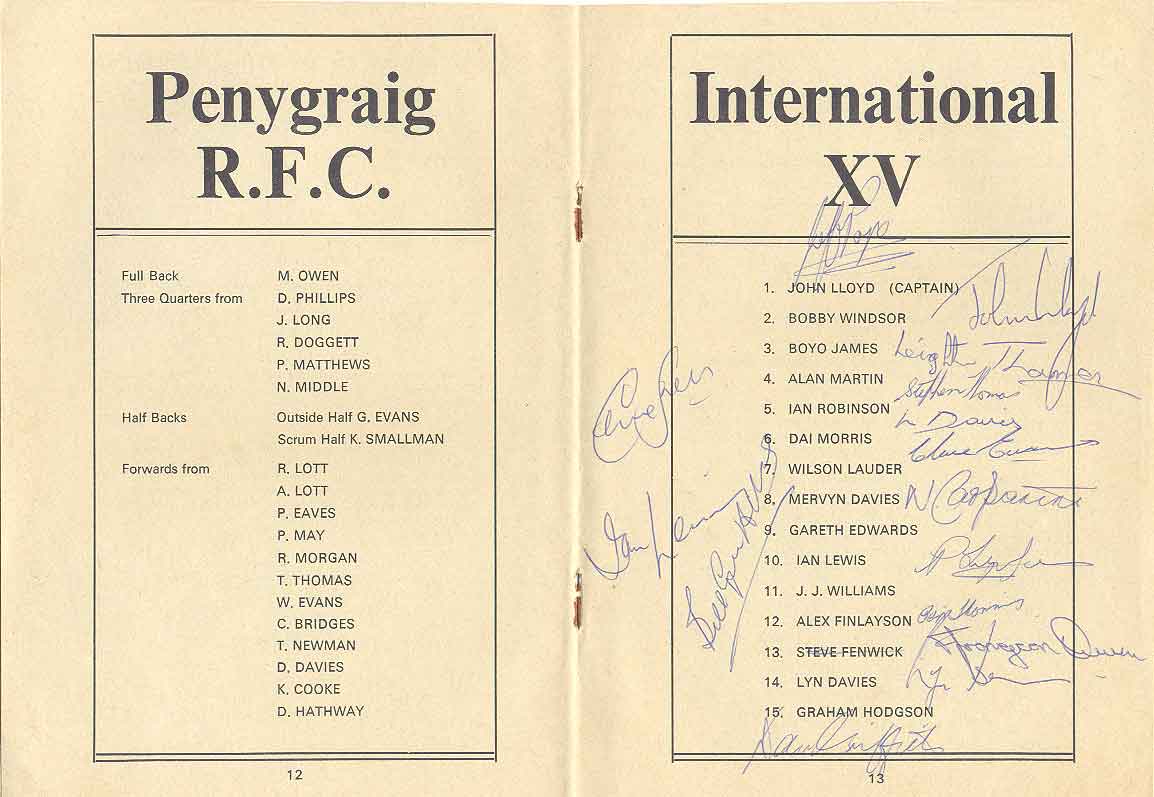 Penygraig
R.F.C.
Full Back M. OWEN
Three Quarters from D. PHILLIPS
J. LONG
R. DOGGETT
P. MATTHEWS
N. MIDDLE
Half Backs Outside Half G. EVANS
Scrum Half K. SMALLMAN
Forwards from R. LOTT
A. LOTT
P. EAVES
P. MAY
R. MORGAN
T. THOMAS
W. EVANS
C. BRIDGES
T. NEWMAN
D. DAVIES
K. COOKE
D. HATHWAY
12
International
XV
1. JOHN LLOYD (CAPTAIN)
John Lloyd
2. BOBBY WINDSOR
3. BOYO JAMES
4. ALAN MARTIN
5. IAN ROBINSON
Davies
6. DAI MORRIS
7. WILSON LAUDER
8. MERVYN DAVIES
9. GARETH EDWARDS
10. IAN LEWIS
11. J. J. WILLIAMS
12. ALEX FINLAYSON
13. STEVE FENWICK
14. LYN DAVIES
15. GRAHAM HODGSON
13